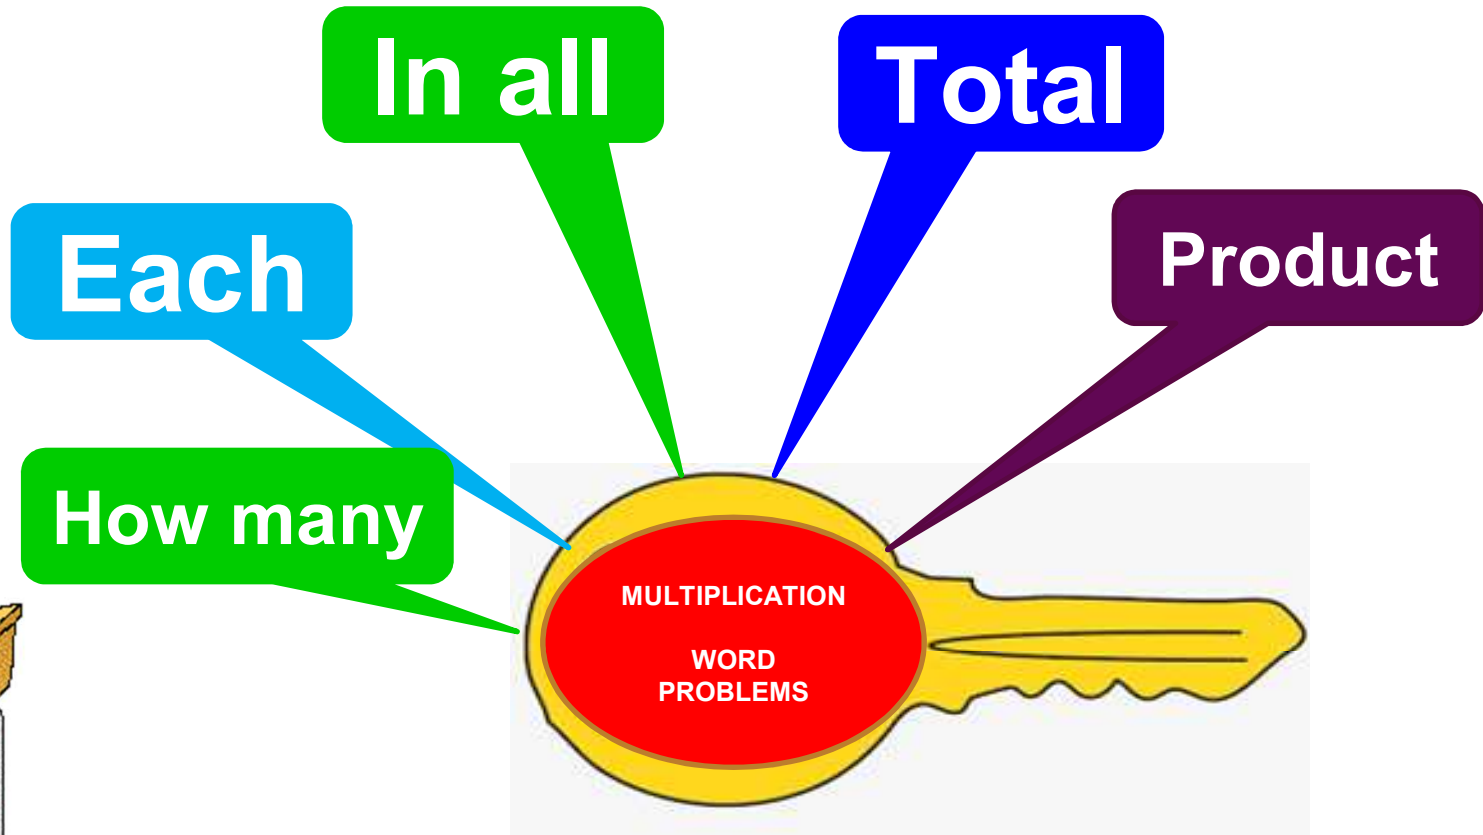 In all
Total
Each
Product
How many
MULTIPLICATION
WORD
PROBLEMS